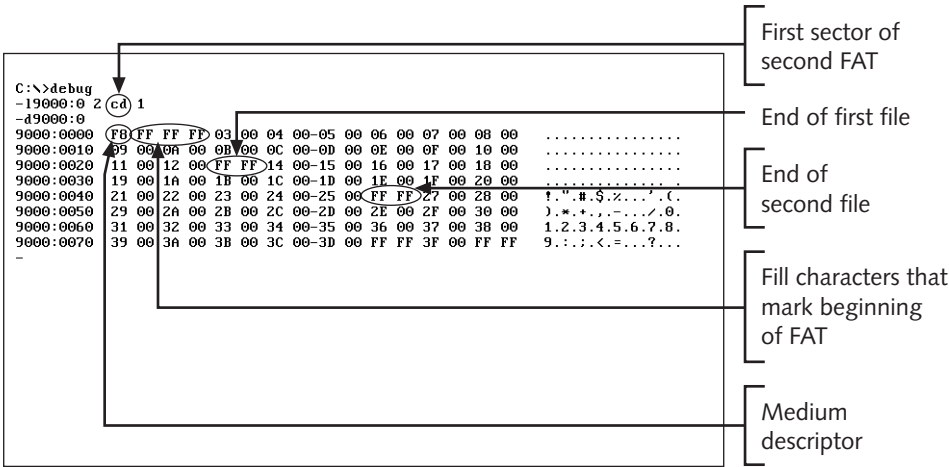 C:\>debug
-l9000:0 2 cd 1
-d9000:0
9000:0000 F8 FF FF FF 03 00 04 00-05 00 06 00 07 00 08 00 ................
9000:0010 09 00 0A 00 0B 00 0C 00-0D 00 0E 00 0F 00 10 00 ................
9000:0020 11 00 12 00 FF FF 14 00-15 00 16 00 17 00 18 00 ................
9000:0030 19 00 1A 00 1B 00 1C 00-1D 00 1E 00 1F 00 20 00 .............. .
9000:0040 21 00 22 00 23 00 24 00-25 00 FF FF 27 00 28 00 !.".#.$.%...'.(.
9000:0050 29 00 2A 00 2B 00 2C 00-2D 00 2E 00 2F 00 30 00 ).*.+.,.-.../.0.
9000:0060 31 00 32 00 33 00 34 00-35 00 36 00 37 00 38 00 1.2.3.4.5.6.7.8.
9000:0070 39 00 3A 00 3B 00 3C 00-3D 00 FF FF 3F 00 FF FF 9.:.;.<.=...?...
-
First sector of
second FAT
End of first file
End of
second file
Fill characters that
mark beginning
of FAT
Medium
descriptor